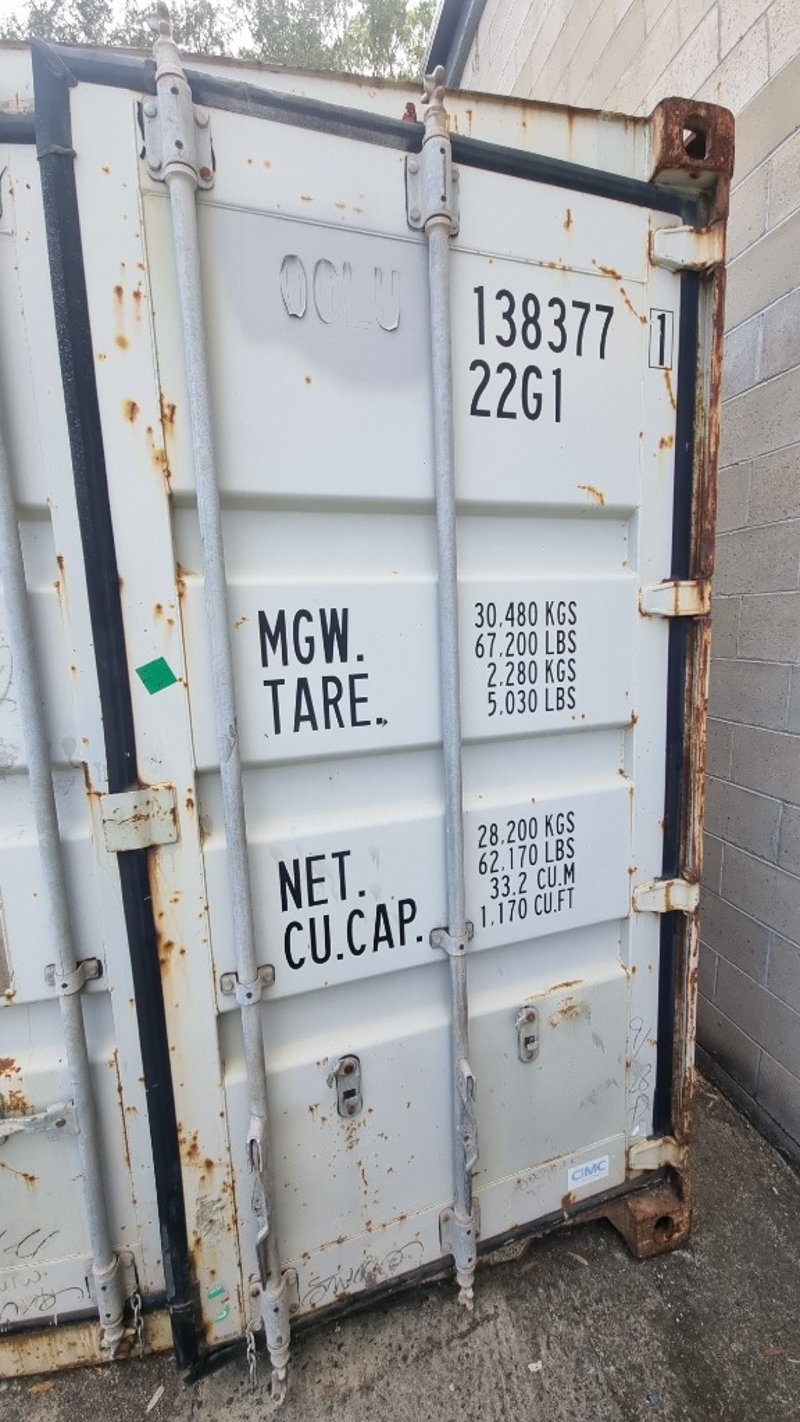 OOLU
138377 1
22G1
MGW. 30.480 KGS
67.200 LBS
TARE. 2.280 KGS
5.030 LBS
NET. 28.200 KGS
62.170 LBS
CU.CAP. 33.2 CU.M
1.170 CU.FT
CIMC